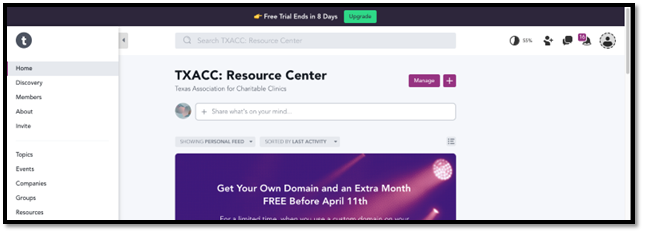 👉 Free Trial Ends in 8 Days Upgrade
t
Search TXACC: Resource Center
55%
16
Home
Discovery
Members
About
Invite
Topics
Events
Companies
Groups
Resources
TXACC: Resource Center
Manage +
Texas Association for Charitable Clinics
+ Share what's on your mind...
SHOWING PERSONAL FEED
SORTED BY LAST ACTIVITY
Get Your Own Domain and an Extra Month
FREE Before April 11th
For a limited time, when you use a custom domain on your